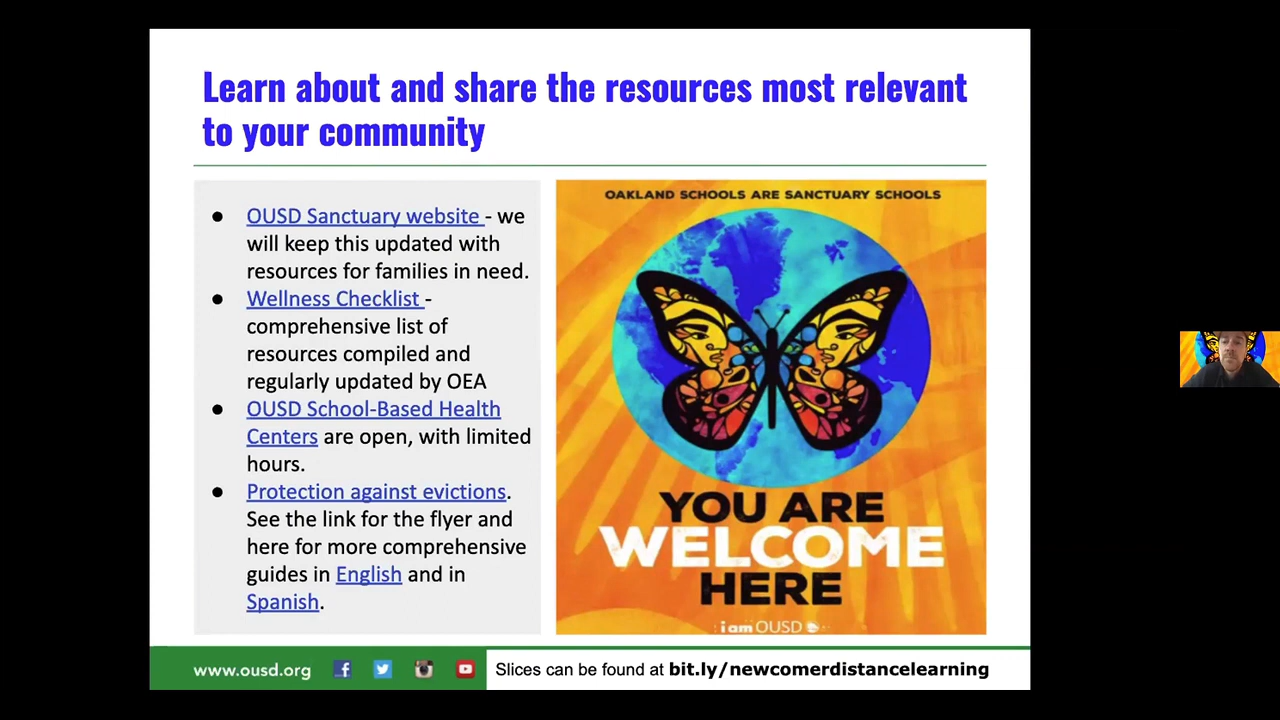 Learn about and share the resources most relevant
to your community
● OUSD Sanctuary website - we
will keep this updated with
resources for families in need.
● Wellness Checklist -
comprehensive list of
resources compiled and
regularly updated by OEA
● OUSD School-Based Health
Centers are open, with limited
hours.
● Protection against evictions.
See the link for the flyer and
here for more comprehensive
guides in English and in
Spanish.
OAKLAND SCHOOLS ARE SANCTUARY SCHOOLS
YOU ARE
WELCOME
HERE
i am OUSD
www.ousd.org
Slices can be found at bit.ly/newcomerdistancelearning